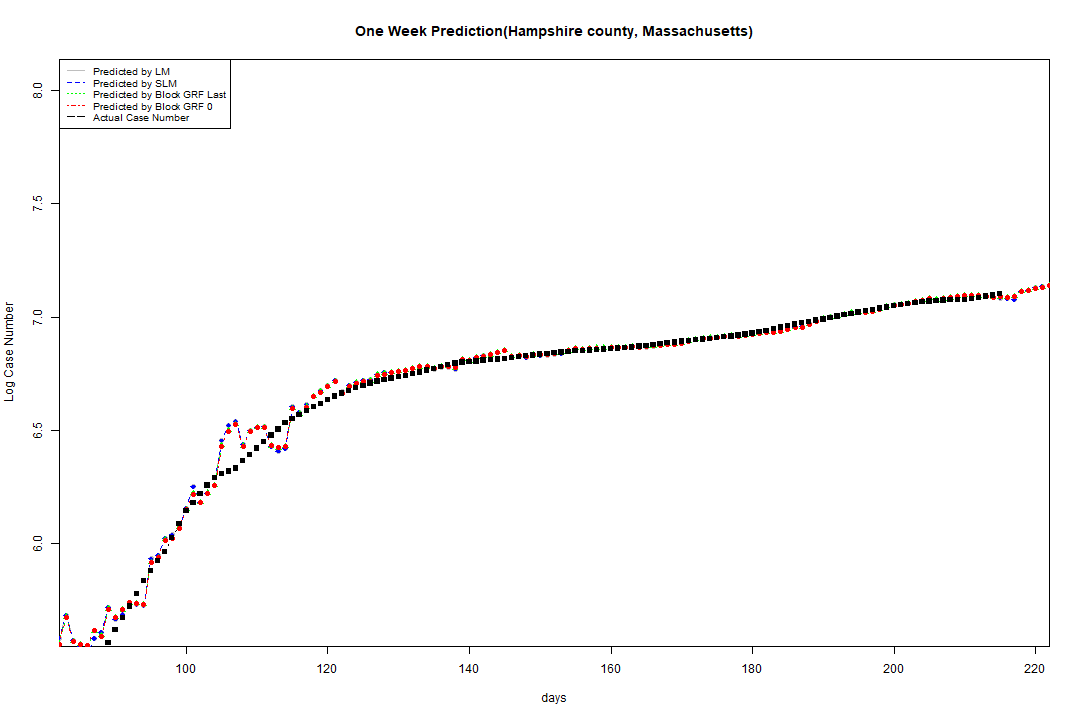 One Week Prediction(Hampshire county, Massachusetts)
Predicted by LM
Predicted by SLM
Predicted by Block GRF Last
Predicted by Block GRF 0
Actual Case Number
Log Case Number
8.0
7.5
7.0
6.5
6.0
100 120 140 160 180 200 220
days